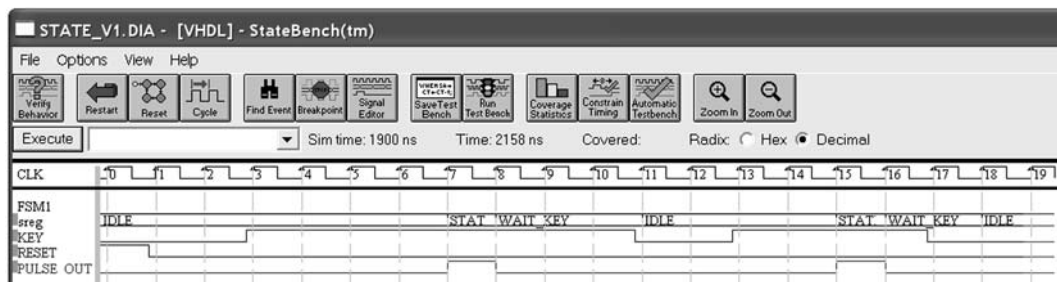 STATE_V1.DIA - [VHDL] - StateBench(tm)
File Options View Help
Verify Behavior
Restart
Reset
Cycle
Find Event
Breakpoint
Signal Editor
SaveTest Bench
Run Test Bench
Coverage Statistics
Constrain Timing
Automatic Testbench
Zoom In
Zoom Out
Execute Sim time: 1900 ns Time: 2158 ns Covered: Radix: Hex Decimal
CLK 0 1 2 3 4 5 6 7 8 9 10 11 12 13 14 15 16 17 18 19
FSM1
sreg IDLE STAT WAIT_KEY IDLE STAT. WAIT_KEY IDLE
KEY
RESET
PULSE OUT